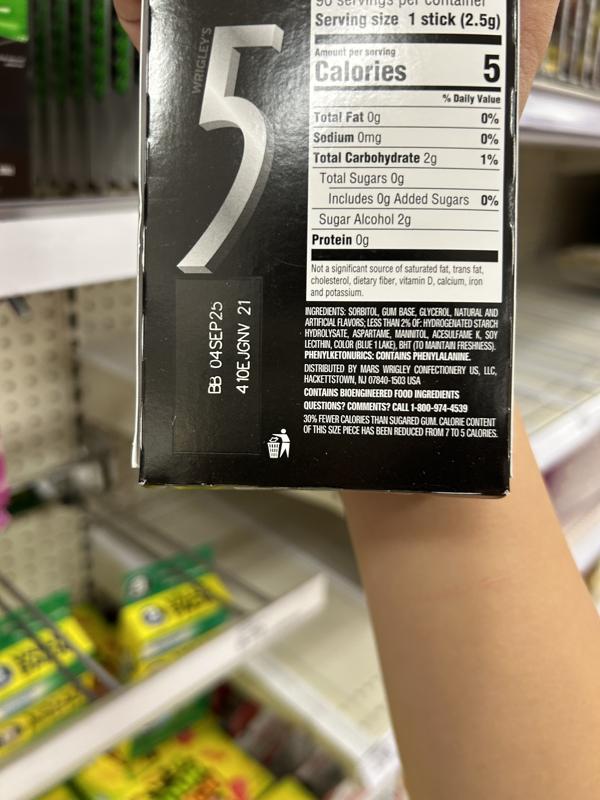 WRIGLEY'S
5
90 servings per container
Serving size 1 stick (2.5g)
Amount per serving
Calories 5
% Daily Value
Total Fat 0g 0%
Sodium 0mg 0%
Total Carbohydrate 2g 1%
Total Sugars 0g
Includes 0g Added Sugars 0%
Sugar Alcohol 2g
Protein 0g
Not a significant source of saturated fat, trans fat,
cholesterol, dietary fiber, vitamin D, calcium, iron
and potassium.
INGREDIENTS: SORBITOL, GUM BASE, GLYCEROL, NATURAL AND
ARTIFICIAL FLAVORS; LESS THAN 2% OF: HYDROGENATED STARCH
HYDROLYSATE, ASPARTAME, MANNITOL, ACESULFAME K, SOY
LECITHIN, COLOR (BLUE 1 LAKE), BHT (TO MAINTAIN FRESHNESS).
PHENYLKETONURICS: CONTAINS PHENYLALANINE.
DISTRIBUTED BY MARS WRIGLEY CONFECTIONERY US, LLC,
HACKETTSTOWN, NJ 07840-1503 USA
CONTAINS BIOENGINEERED FOOD INGREDIENTS
QUESTIONS? COMMENTS? CALL 1-800-974-4539
30% FEWER CALORIES THAN SUGARED GUM. CALORIE CONTENT
OF THIS SIZE PIECE HAS BEEN REDUCED FROM 7 TO 5 CALORIES.
BB 04SEP25
410EJGNV 21